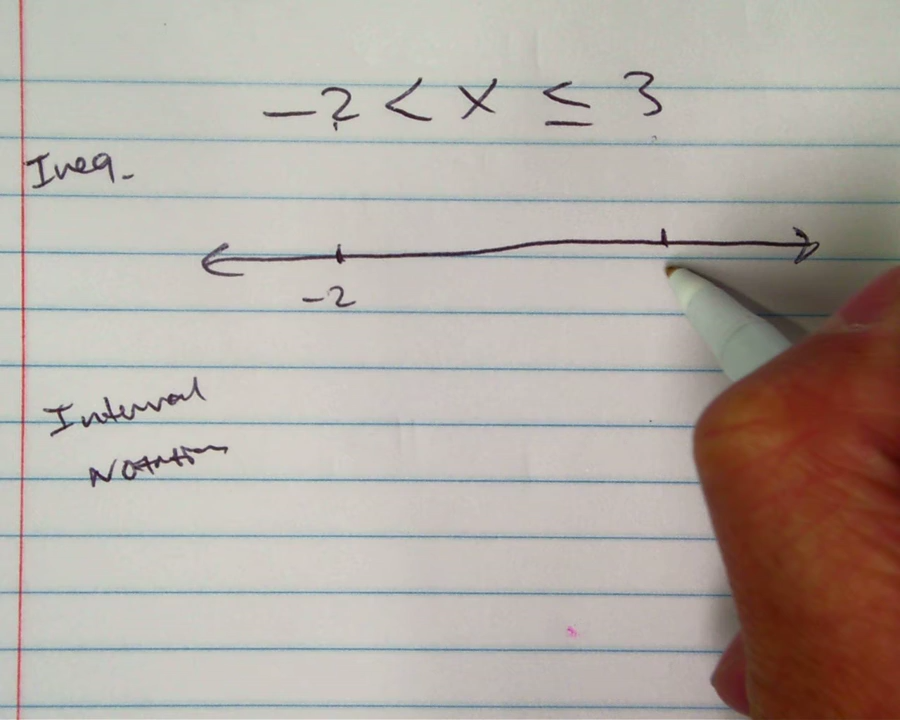 -2 < x ≤ 3
Ineq.
-2
Interval
Notation